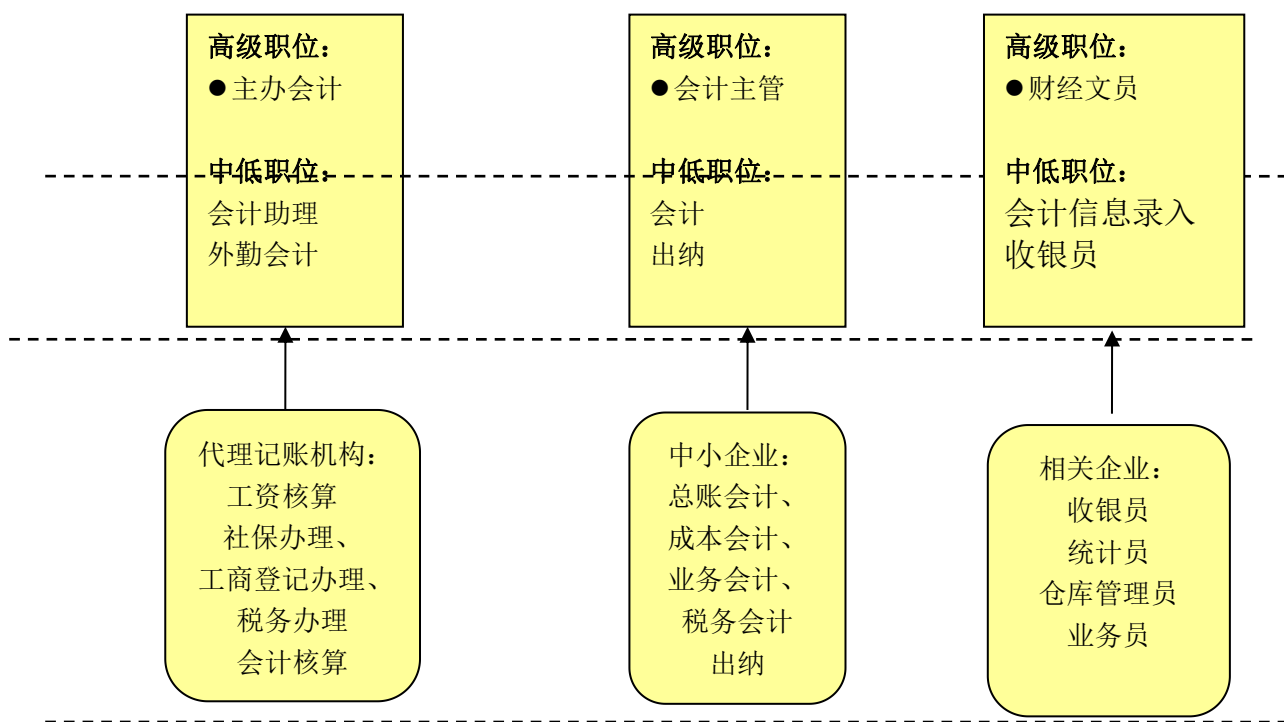 高级职位：
●主办会计
中低职位：
会计助理
外勤会计
高级职位：
●会计主管
中低职位：
会计
出纳
高级职位：
●财经文员
中低职位：
会计信息录入
收银员
代理记账机构：
工资核算
社保办理、
工商登记办理、
税务办理
会计核算
中小企业：
总账会计、
成本会计、
业务会计、
税务会计
出纳
相关企业：
收银员
统计员
仓库管理员
业务员